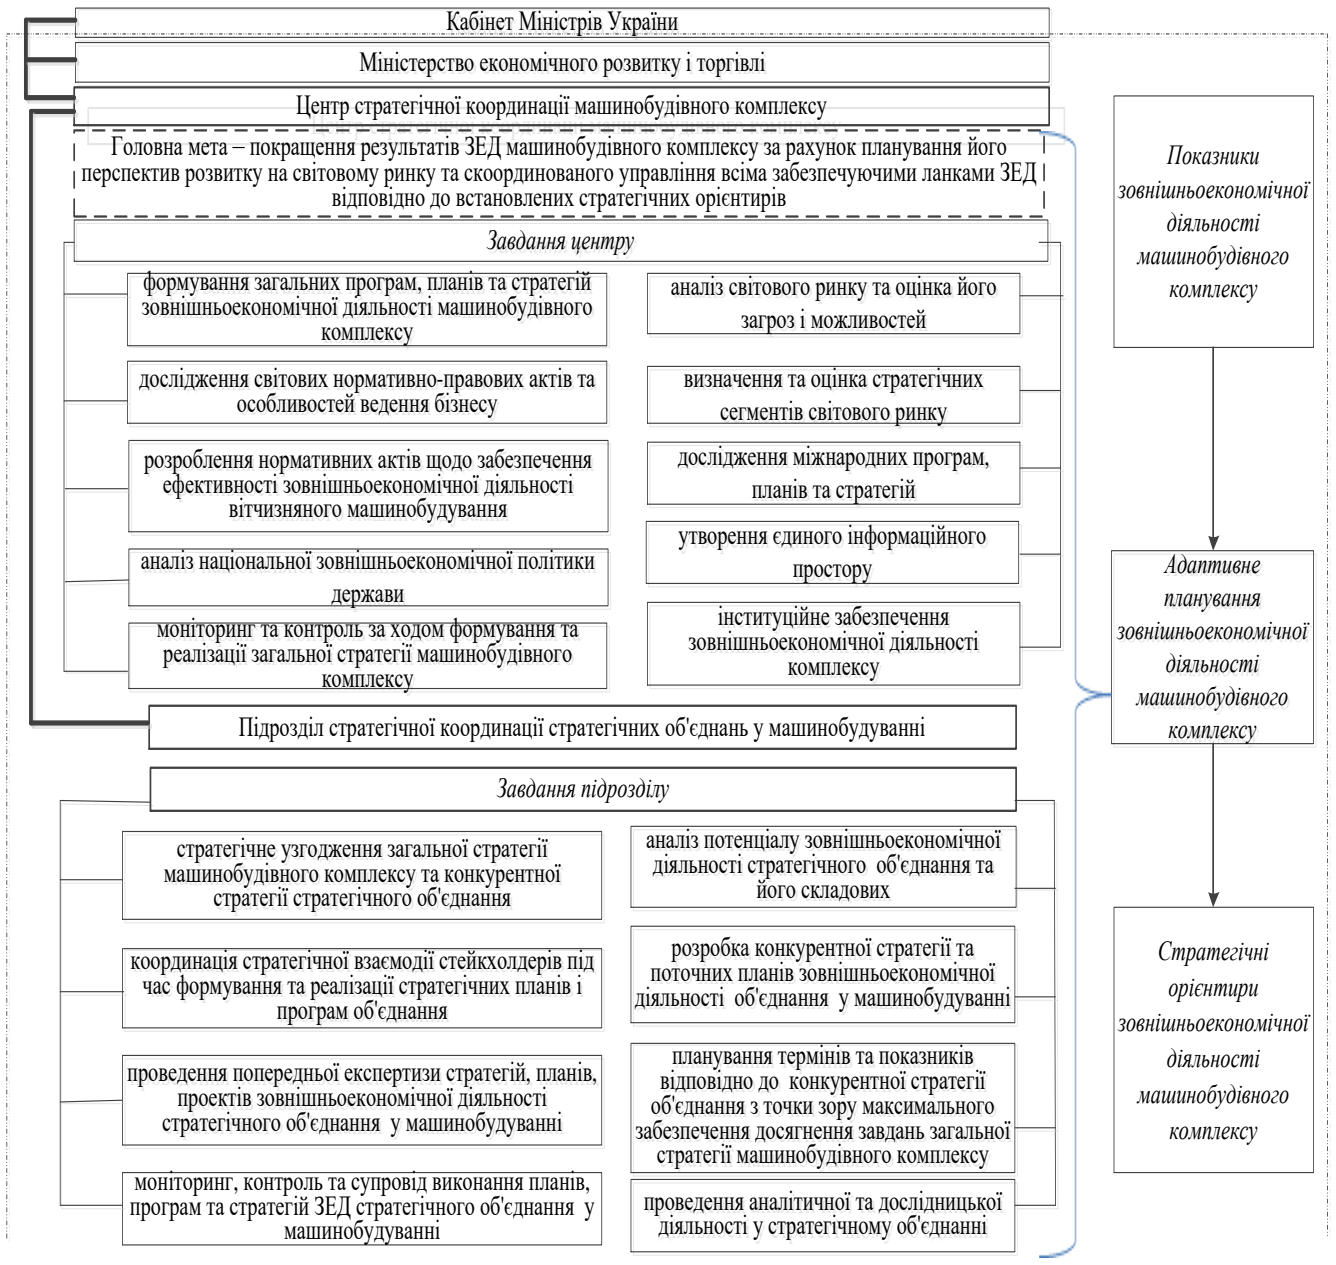 Кабінет Міністрів України
Міністерство економічного розвитку і торгівлі
Центр стратегічної координації машинобудівного комплексу
Головна мета – покращення результатів ЗЕД машинобудівного комплексу за рахунок планування його
перспектив розвитку на світовому ринку та скоординованого управління всіма забезпечуючими ланками ЗЕД
відповідно до встановлених стратегічних орієнтирів
Завдання центру
формування загальних програм, планів та стратегій
зовнішньоекономічної діяльності машинобудівного
комплексу
дослідження світових нормативно-правових актів та
особливостей ведення бізнесу
розроблення нормативних актів щодо забезпечення
ефективності зовнішньоекономічної діяльності
вітчизняного машинобудування
аналіз національної зовнішньоекономічної політики
держави
моніторинг та контроль за ходом формування та
реалізації загальної стратегії машинобудівного
комплексу
аналіз світового ринку та оцінка його
загроз і можливостей
визначення та оцінка стратегічних
сегментів світового ринку
дослідження міжнародних програм,
планів та стратегій
утворення єдиного інформаційного
простору
інституційне забезпечення
зовнішньоекономічної діяльності
комплексу
Підрозділ стратегічної координації стратегічних об'єднань у машинобудуванні
Завдання підрозділу
стратегічне узгодження загальної стратегії
машинобудівного комплексу та конкурентної
стратегії стратегічного об'єднання
координація стратегічної взаємодії стейкхолдерів під
час формування та реалізації стратегічних планів і
програм об'єднання
проведення попередньої експертизи стратегій, планів,
проектів зовнішньоекономічної діяльності
стратегічного об'єднання у машинобудуванні
моніторинг, контроль та супровід виконання планів,
програм та стратегій ЗЕД стратегічного об'єднання у
машинобудуванні
аналіз потенціалу зовнішньоекономічної
діяльності стратегічного об'єднання та
його складових
розробка конкурентної стратегії та
поточних планів зовнішньоекономічної
діяльності об'єднання у машинобудуванні
планування термінів та показників
відповідно до конкурентної стратегії
об'єднання з точки зору максимального
забезпечення досягнення завдань загальної
стратегії машинобудівного комплексу
проведення аналітичної та дослідницької
діяльності у стратегічному об'єднанні
Показники
зовнішньоекономічної
діяльності
машинобудівного
комплексу
Адаптивне
планування
зовнішньоекономічної
діяльності
машинобудівного
комплексу
Стратегічні
орієнтири
зовнішньоекономічної
діяльності
машинобудівного
комплексу